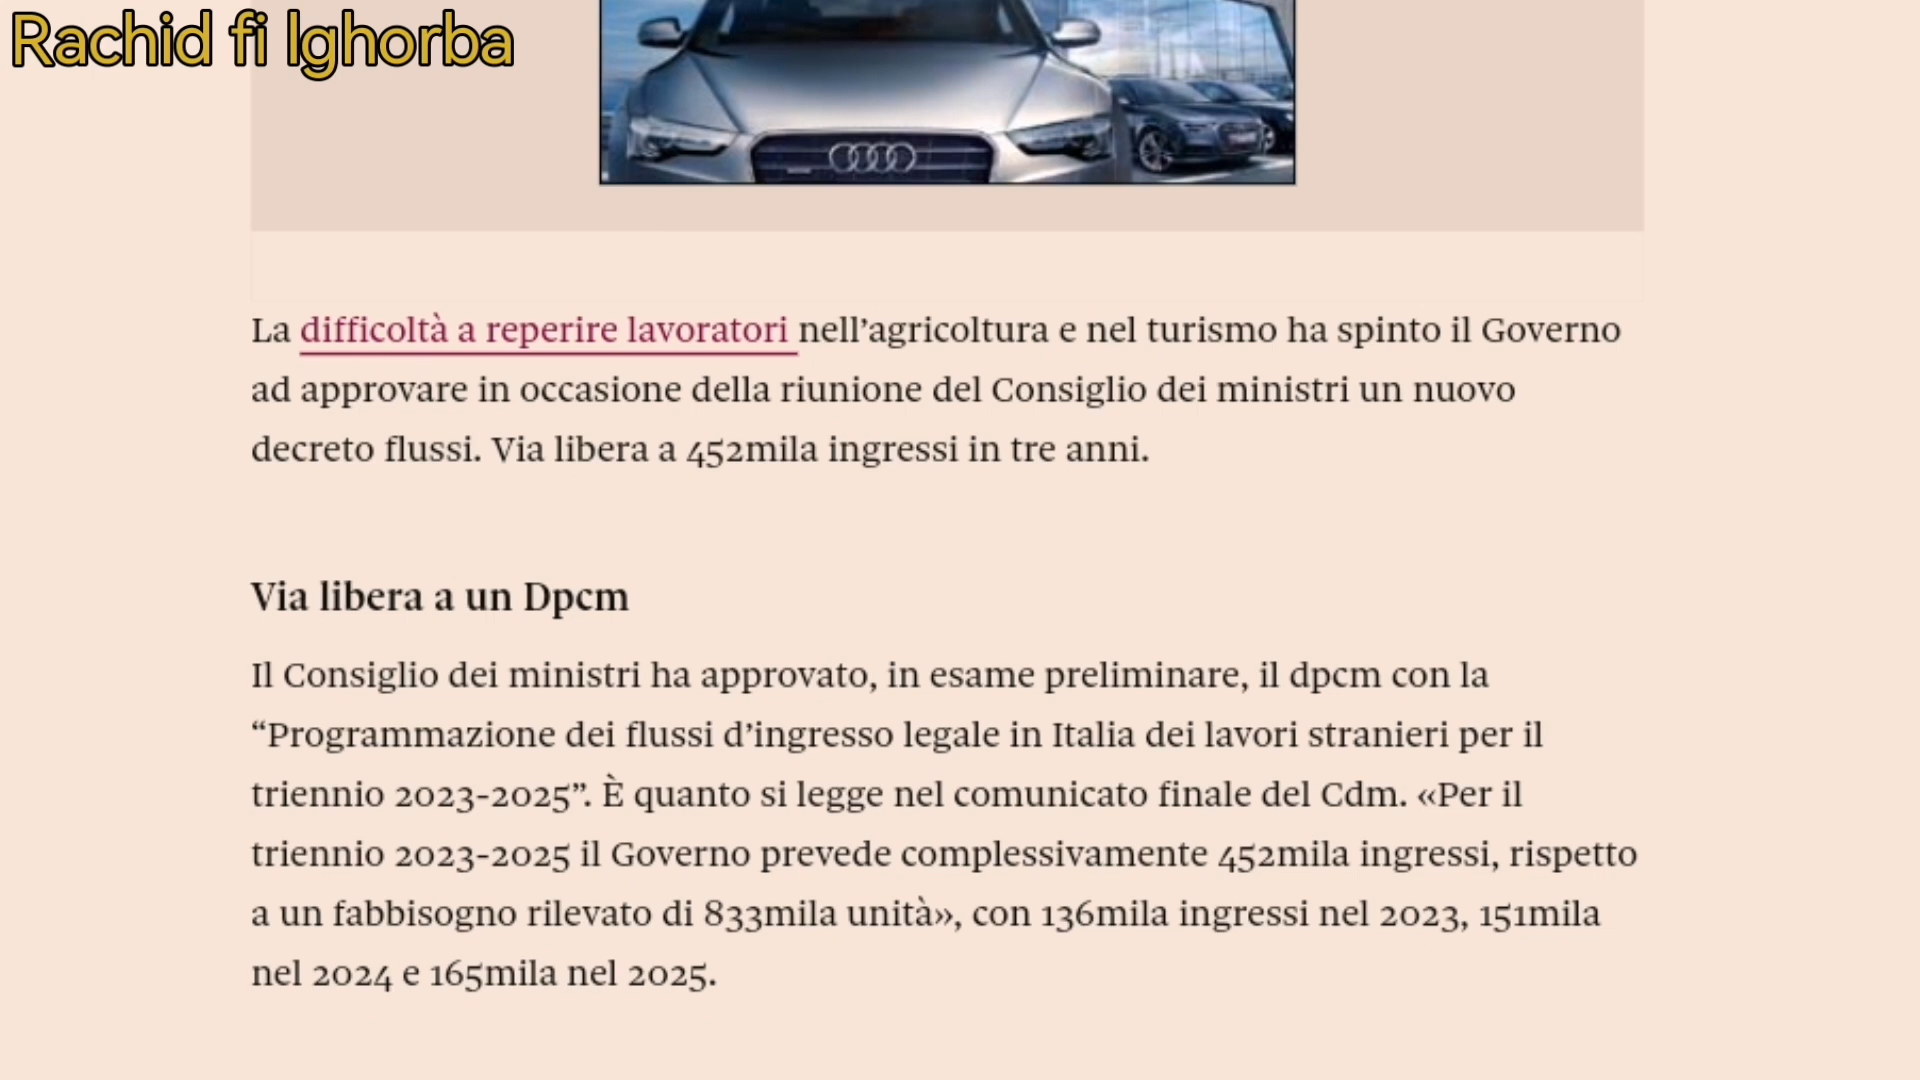 Rachid fi lghorba
La difficoltà a reperire lavoratori nell’agricoltura e nel turismo ha spinto il Governo
ad approvare in occasione della riunione del Consiglio dei ministri un nuovo
decreto flussi. Via libera a 452mila ingressi in tre anni.
Via libera a un Dpcm
Il Consiglio dei ministri ha approvato, in esame preliminare, il dpcm con la
“Programmazione dei flussi d’ingresso legale in Italia dei lavori stranieri per il
triennio 2023-2025”. È quanto si legge nel comunicato finale del Cdm. «Per il
triennio 2023-2025 il Governo prevede complessivamente 452mila ingressi, rispetto
a un fabbisogno rilevato di 833mila unità», con 136mila ingressi nel 2023, 151mila
nel 2024 e 165mila nel 2025.